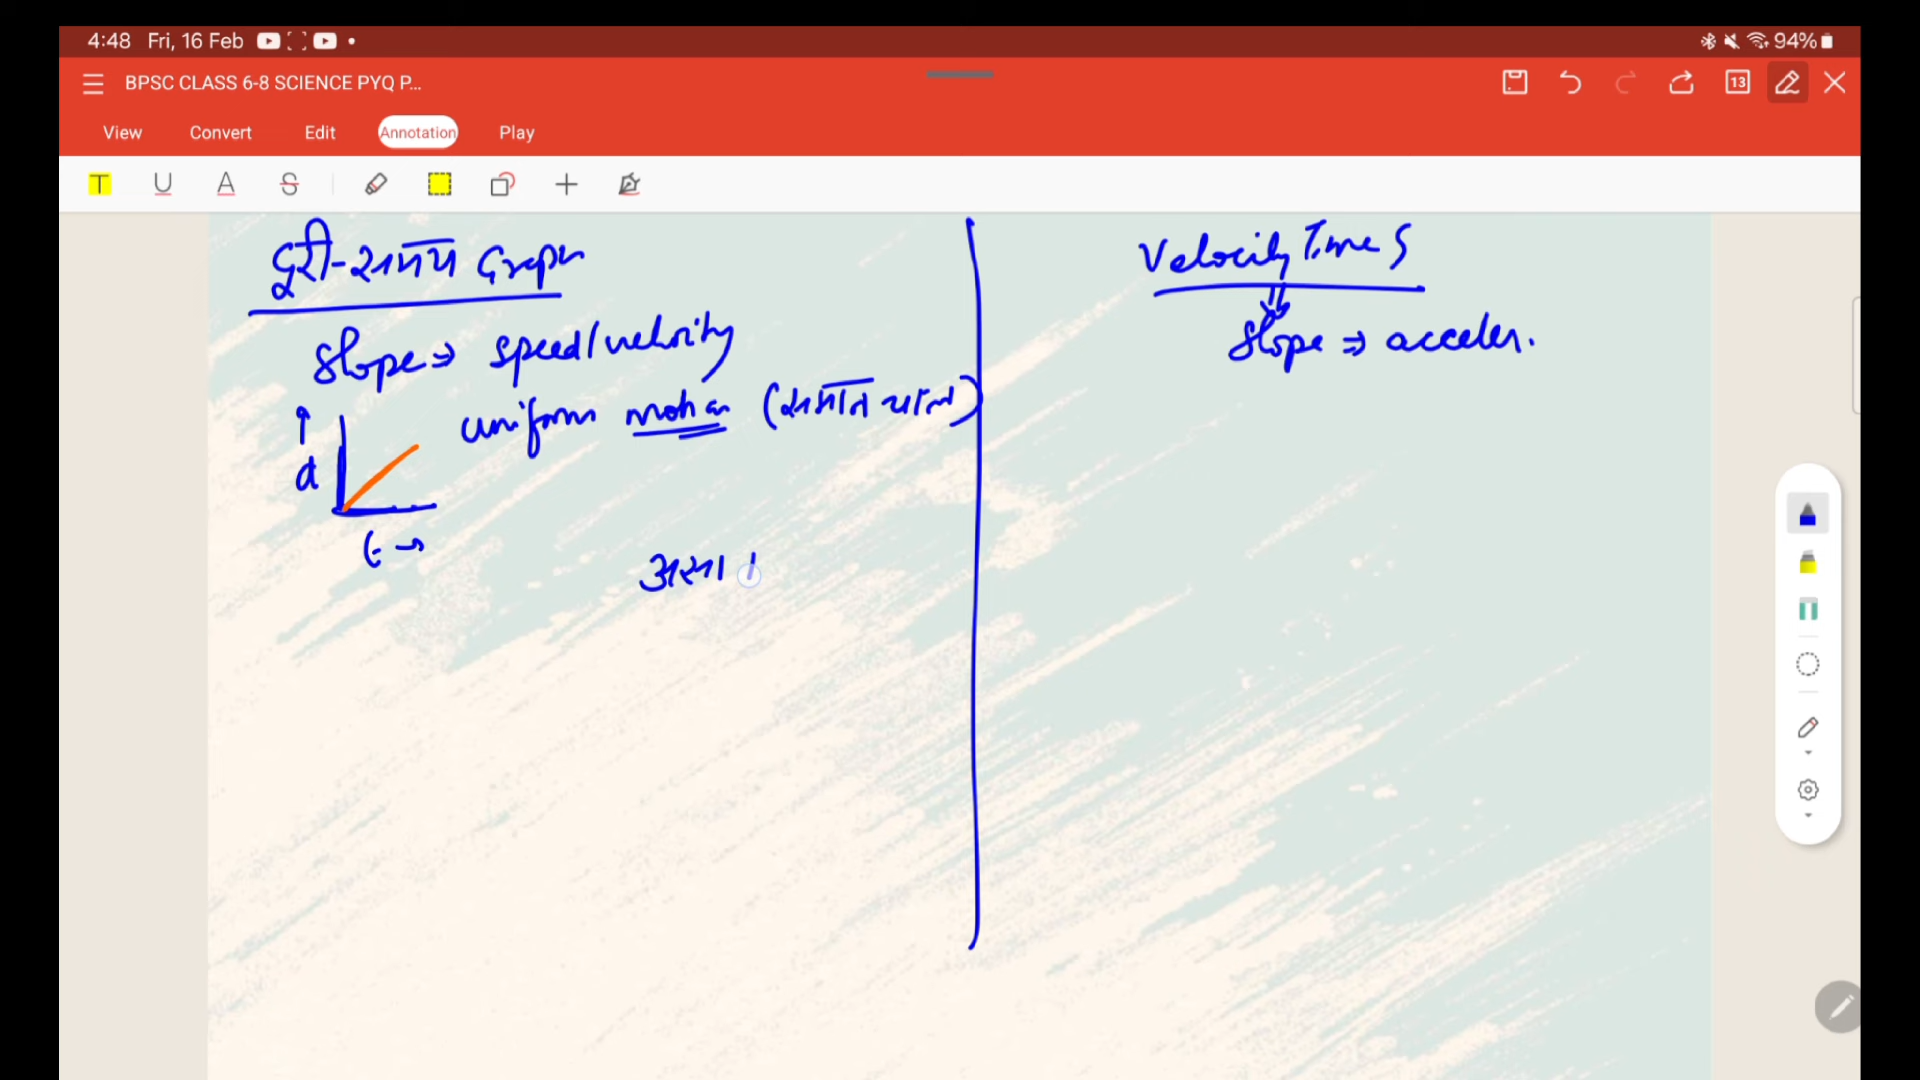 4:48 Fri, 16 Feb 94%
BPSC CLASS 6-8 SCIENCE PYQ P... 13
View Convert Edit Annotation Play
T U A S
दूरी-समय Graph
Slope ⇒ speed/velocity
uniform motion (समान चाल)
d
t →
असमा
Velocity Time
Slope ⇒ acceler.